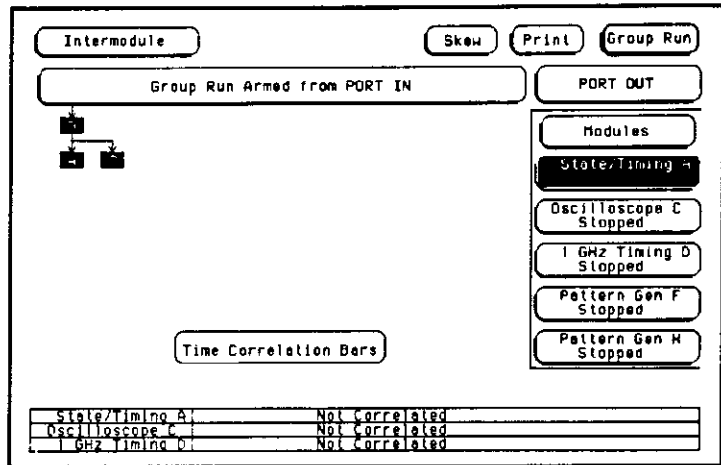 Intermodule
Skew
Print
Group Run
Group Run Armed from PORT IN
PORT OUT
Modules
State/Timing A
Oscilloscope C
Stopped
1 GHz Timing D
Stopped
Pattern Gen F
Stopped
Pattern Gen H
Stopped
Time Correlation Bars
State/Timing A Not Correlated
Oscilloscope C Not Correlated
1 GHz Timing D Not Correlated